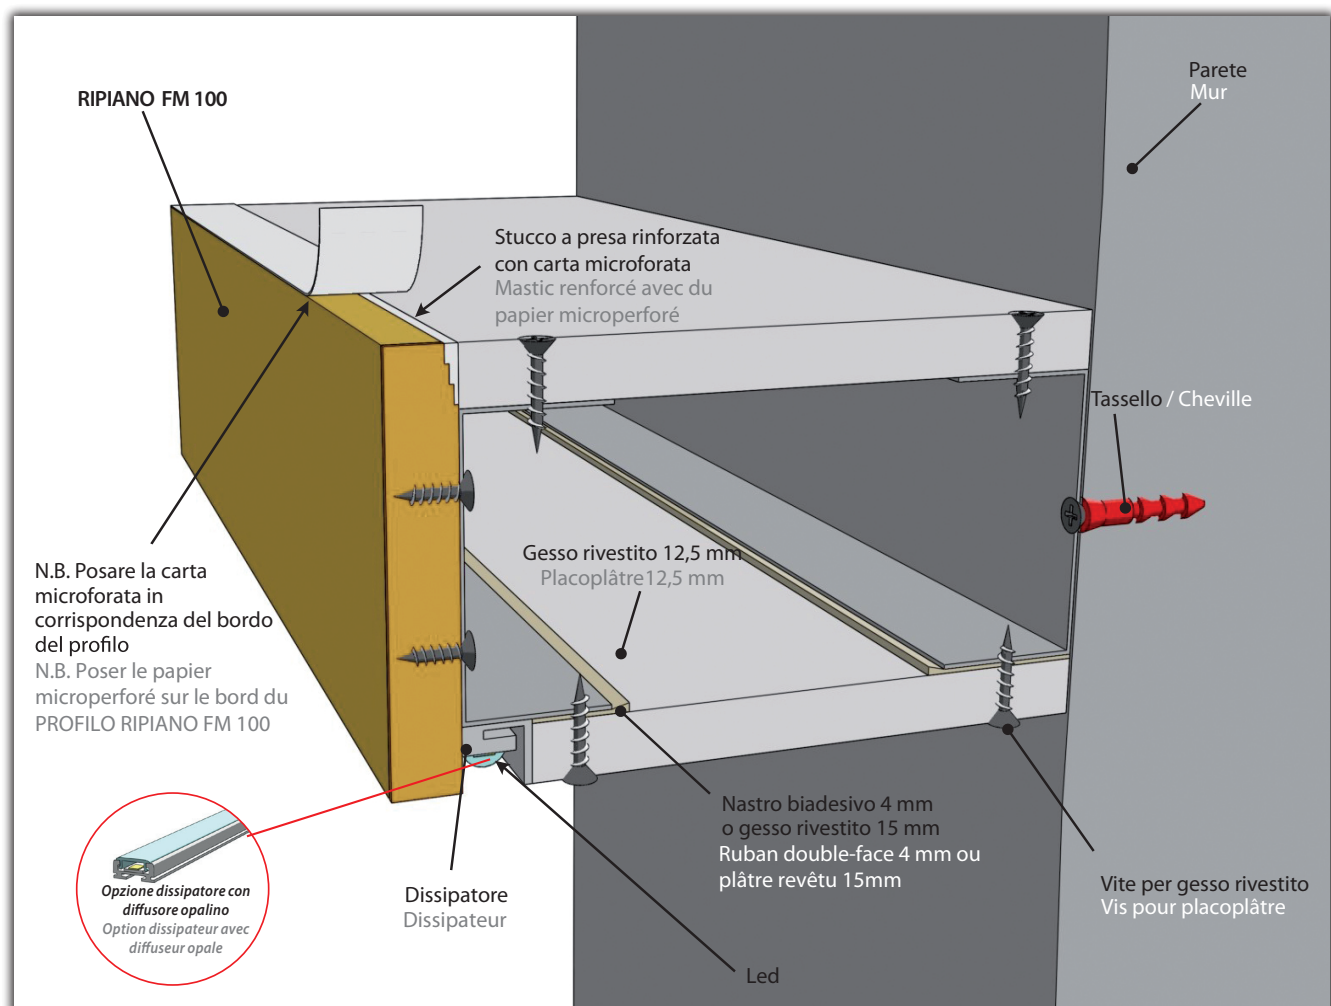 RIPIANO FM 100
Parete
Mur
Stucco a presa rinforzata
con carta microforata
Mastic renforcé avec du
papier microperforé
Tassello / Cheville
Gesso rivestito 12,5 mm
Placoplâtre12,5 mm
N.B. Posare la carta
microforata in
corrispondenza del bordo
del profilo
N.B. Poser le papier
microperforé sur le bord du
PROFILO RIPIANO FM 100
Nastro biadesivo 4 mm
o gesso rivestito 15 mm
Ruban double-face 4 mm ou
plâtre revêtu 15mm
Vite per gesso rivestito
Vis pour placoplâtre
Dissipatore
Dissipateur
Opzione dissipatore con
diffusore opalino
Option dissipateur avec
diffuseur opale
Led